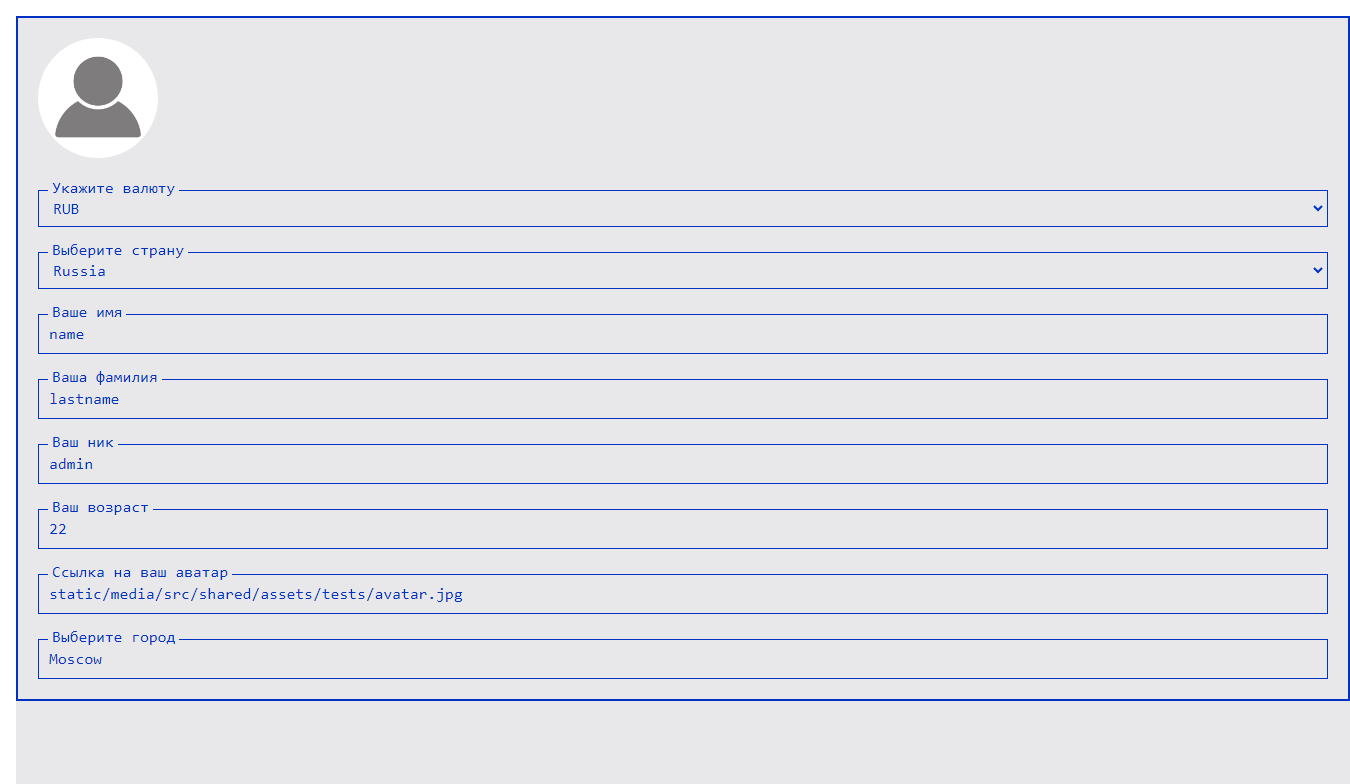 Укажите валюту
RUB
Выберите страну
Russia
Ваше имя
name
Ваша фамилия
lastname
Ваш ник
admin
Ваш возраст
22
Ссылка на ваш аватар
static/media/src/shared/assets/tests/avatar.jpg
Выберите город
Moscow